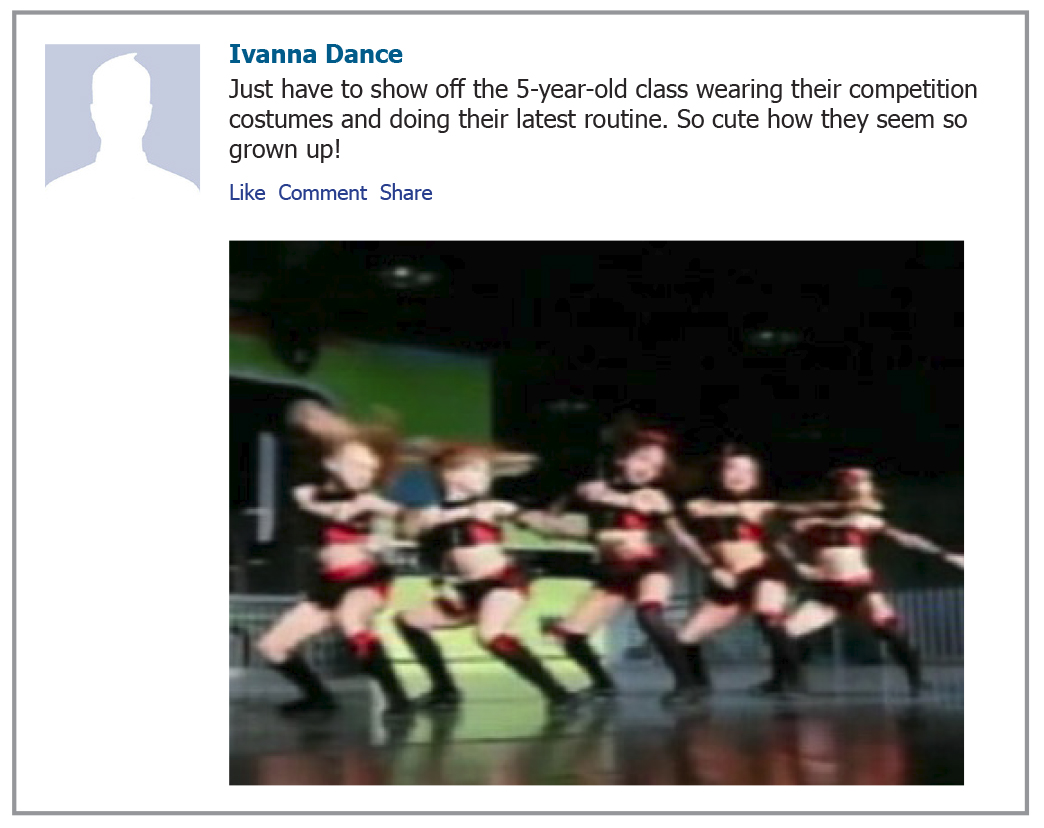 Ivanna Dance
Just have to show off the 5-year-old class wearing their competition
costumes and doing their latest routine. So cute how they seem so
grown up!
Like Comment Share